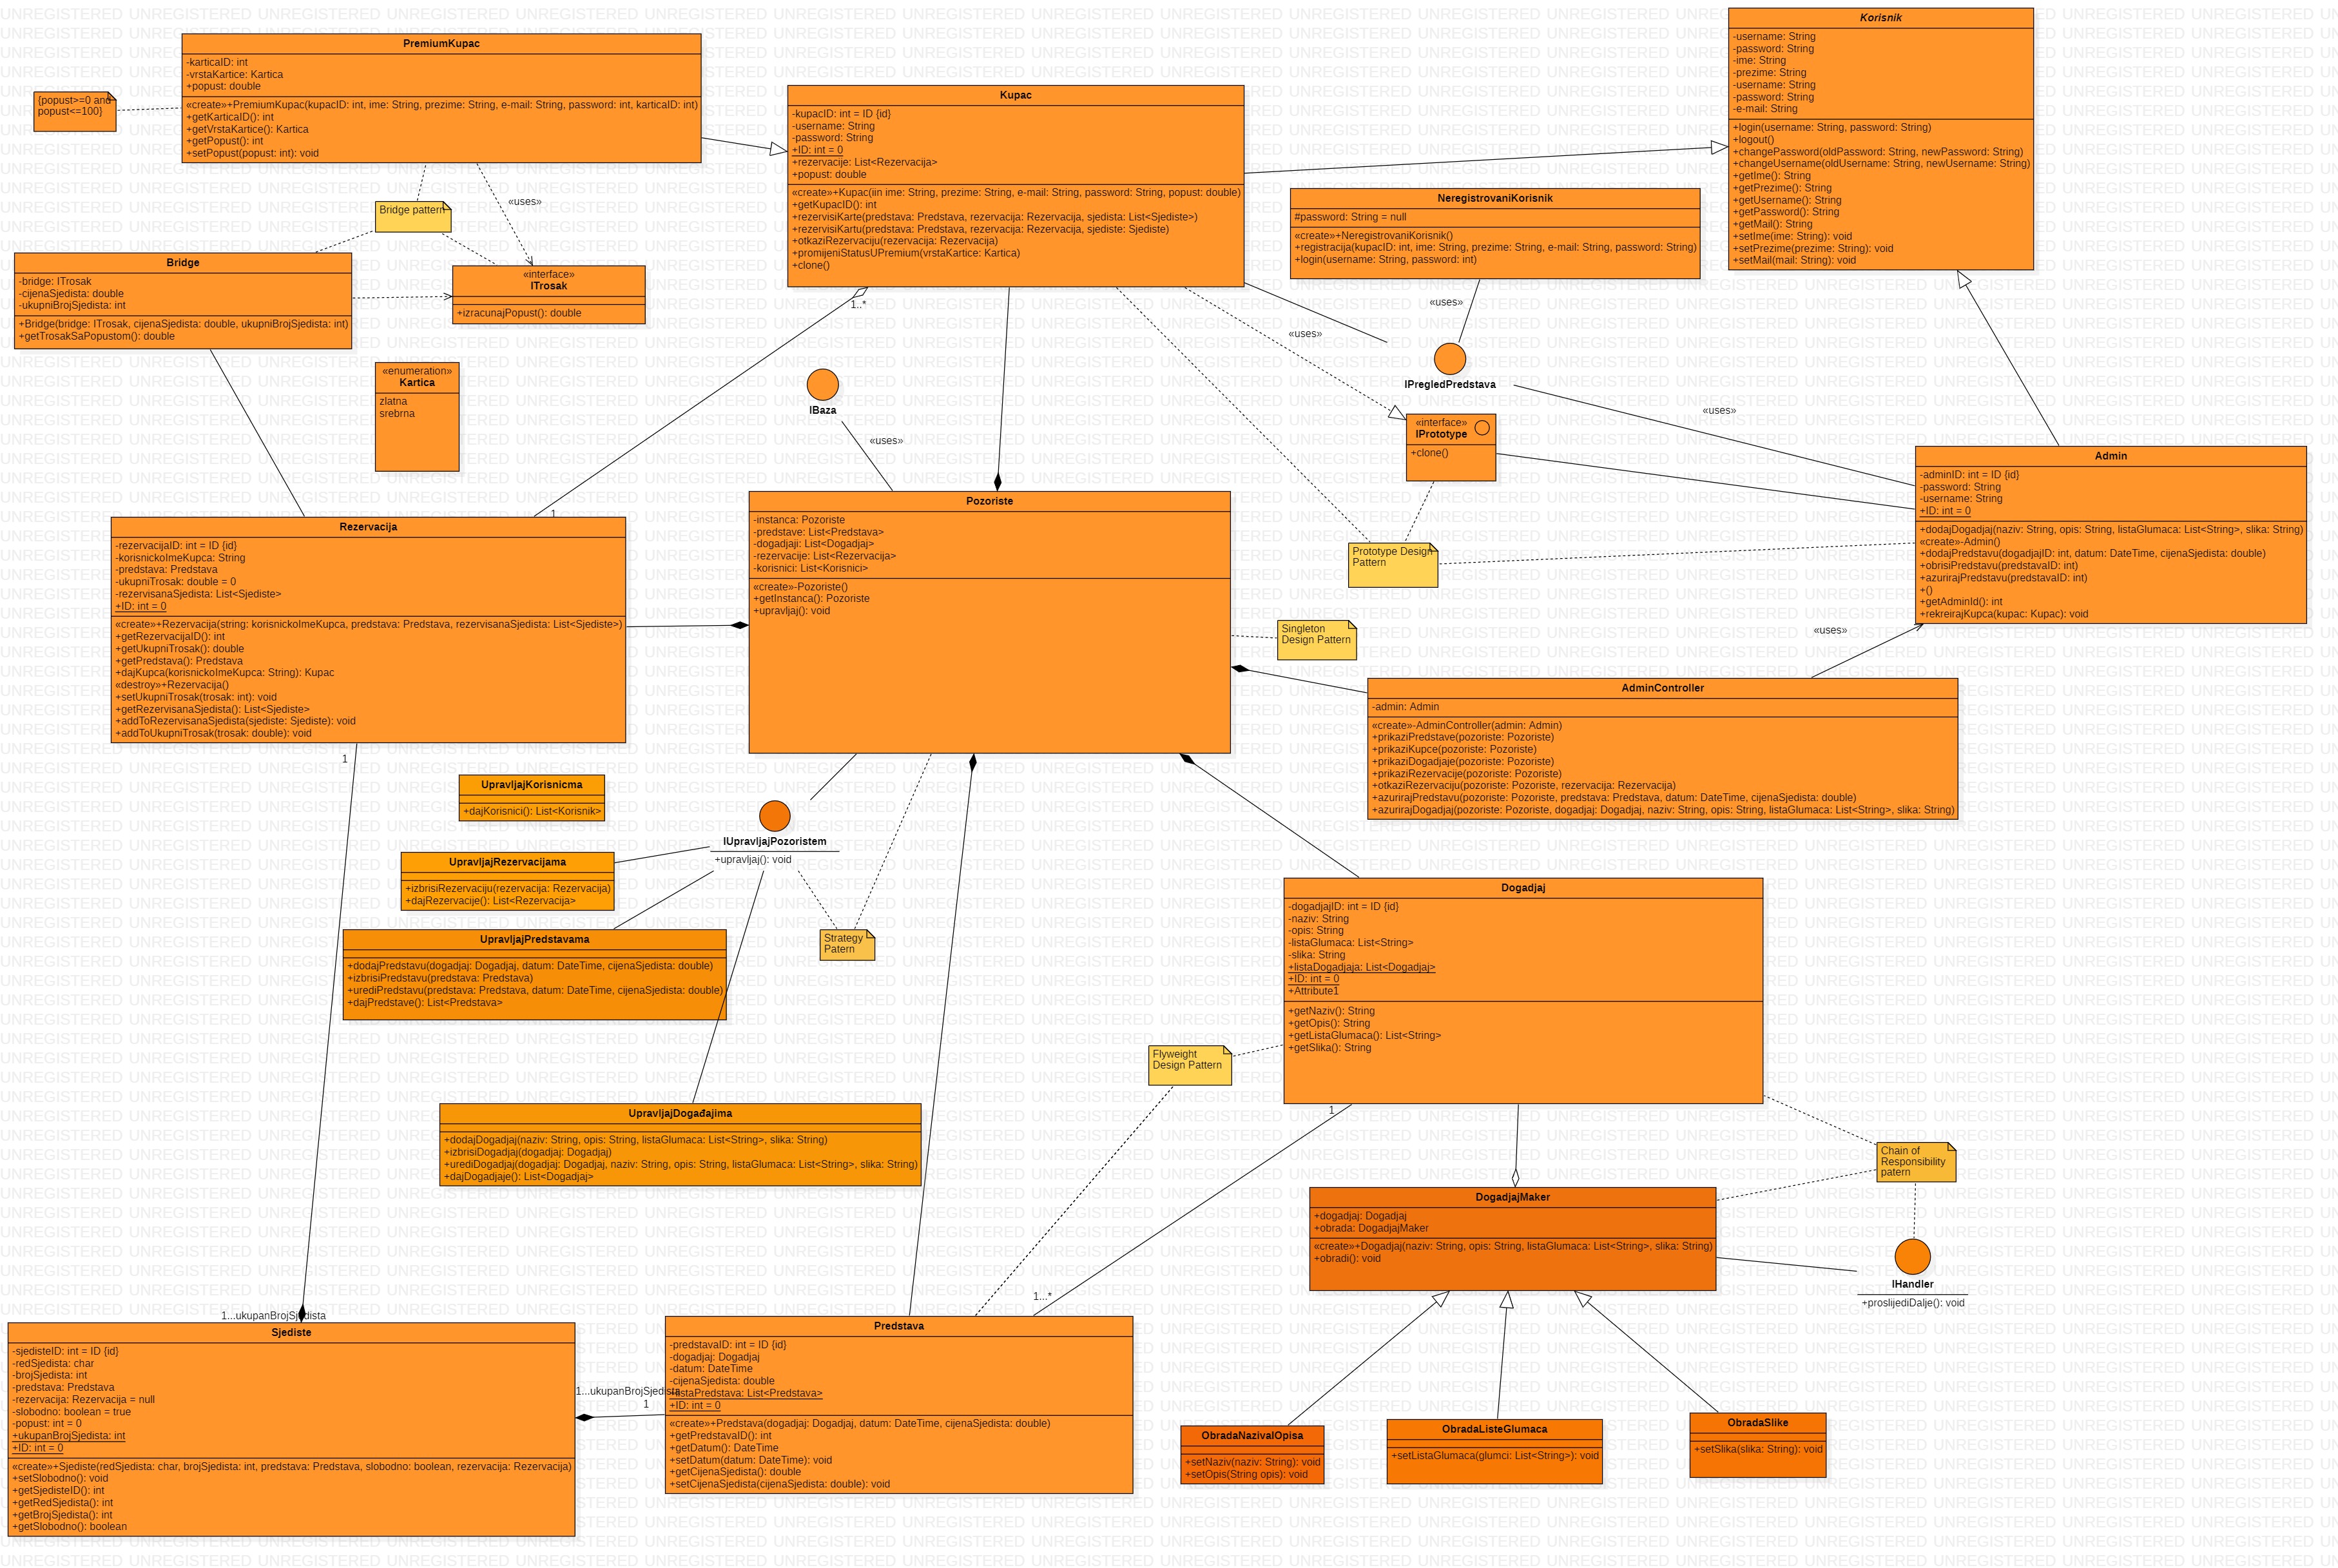 PremiumKupac
-karticaID: int
-vrstaKartice: Kartica
+popust: double
«create»+PremiumKupac(kupacID: int, ime: String, prezime: String, e-mail: String, password: int, karticaID: int)
+getKarticaID(): int
+getVrstaKartice(): Kartica
+getPopust(): int
+setPopust(popust: int): void
{popust>=0 and
popust<=100}
Kupac
-kupacID: int = ID {id}
-username: String
-password: String
+ID: int = 0
+rezervacije: List<Rezervacija>
+popust: double
«create»+Kupac(iin ime: String, prezime: String, e-mail: String, password: String, popust: double)
+getKupacID(): int
+rezervisiKarte(predstava: Predstava, rezervacija: Rezervacija, sjedista: List<Sjediste>)
+rezervisiKartu(predstava: Predstava, rezervacija: Rezervacija, sjediste: Sjediste)
+otkaziRezervaciju(rezervacija: Rezervacija)
+promijeniStatusUPremium(vrstaKartice: Kartica)
+clone()
Korisnik
-username: String
-password: String
-ime: String
-prezime: String
-username: String
-password: String
-e-mail: String
+login(username: String, password: String)
+logout()
+changePassword(oldPassword: String, newPassword: String)
+changeUsername(oldUsername: String, newUsername: String)
+getIme(): String
+getPrezime(): String
+getUsername(): String
+getPassword(): String
+getMail(): String
+setIme(ime: String): void
+setPrezime(prezime: String): void
+setMail(mail: String): void
NeregistrovaniKorisnik
#password: String = null
«create»+NeregistrovaniKorisnik()
+registracija(kupacID: int, ime: String, prezime: String, e-mail: String, password: String)
+login(username: String, password: int)
«uses»
Bridge pattern
Bridge
-bridge: ITrosak
-cijenaSjedista: double
-ukupniBrojSjedista: int
+Bridge(bridge: ITrosak, cijenaSjedista: double, ukupniBrojSjedista: int)
+getTrosakSaPopustom(): double
«interface»
ITrosak
+izracunajPopust(): double
1..*
«uses»
«uses»
IPregledPredstava
«uses»
«enumeration»
Kartica
zlatna
srebrna
IBaza
«uses»
«interface»
IPrototype
+clone()
Admin
-adminID: int = ID {id}
-password: String
-username: String
+ID: int = 0
+dodajDogadjaj(naziv: String, opis: String, listaGlumaca: List<String>, slika: String)
«create»-Admin()
+dodajPredstavu(dogadjajID: int, datum: DateTime, cijenaSjedista: double)
+obrisiPredstavu(predstavaID: int)
+azurirajPredstavu(predstavaID: int)
+()
+getAdminId(): int
+rekreirajKupca(kupac: Kupac): void
1
Rezervacija
-rezervacijaID: int = ID {id}
-korisnickoImeKupca: String
-predstava: Predstava
-ukupniTrosak: double = 0
-rezervisanaSjedista: List<Sjediste>
+ID: int = 0
«create»+Rezervacija(string: korisnickoImeKupca, predstava: Predstava, rezervisanaSjedista: List<Sjediste>)
+getRezervacijaID(): int
+getUkupniTrosak(): double
+getPredstava(): Predstava
+dajKupca(korisnickoImeKupca: String): Kupac
«destroy»+Rezervacija()
+setUkupniTrosak(trosak: int): void
+getRezervisanaSjedista(): List<Sjediste>
+addToRezervisanaSjedista(sjediste: Sjediste): void
+addToUkupniTrosak(trosak: double): void
Pozoriste
-instanca: Pozoriste
-predstave: List<Predstava>
-dogadjaji: List<Dogadjaj>
-rezervacije: List<Rezervacija>
-korisnici: List<Korisnici>
«create»-Pozoriste()
+getInstanca(): Pozoriste
+upravljaj(): void
Prototype Design
Pattern
Singleton
Design Pattern
«uses»
AdminController
-admin: Admin
«create»-AdminController(admin: Admin)
+prikaziPredstave(pozoriste: Pozoriste)
+prikaziKupce(pozoriste: Pozoriste)
+prikaziDogadjaje(pozoriste: Pozoriste)
+prikaziRezervacije(pozoriste: Pozoriste)
+otkaziRezervaciju(pozoriste: Pozoriste, rezervacija: Rezervacija)
+azurirajPredstavu(pozoriste: Pozoriste, predstava: Predstava, datum: DateTime, cijenaSjedista: double)
+azurirajDogadjaj(pozoriste: Pozoriste, dogadjaj: Dogadjaj, naziv: String, opis: String, listaGlumaca: List<String>, slika: String)
1
UpravljajKorisnicma
+dajKorisnici(): List<Korisnik>
IUpravljajPozoristem
+upravljaj(): void
UpravljajRezervacijama
+izbrisiRezervaciju(rezervacija: Rezervacija)
+dajRezervacije(): List<Rezervacija>
UpravljajPredstavama
+dodajPredstavu(dogadjaj: Dogadjaj, datum: DateTime, cijenaSjedista: double)
+izbrisiPredstavu(predstava: Predstava)
+urediPredstavu(predstava: Predstava, datum: DateTime, cijenaSjedista: double)
+dajPredstave(): List<Predstava>
Strategy
Patern
Dogadjaj
-dogadjajID: int = ID {id}
-naziv: String
-opis: String
-listaGlumaca: List<String>
-slika: String
+listaDogadjaja: List<Dogadjaj>
+ID: int = 0
+Attribute1
+getNaziv(): String
+getOpis(): String
+getListaGlumaca(): List<String>
+getSlika(): String
Flyweight
Design Pattern
UpravljajDogađajima
+dodajDogadjaj(naziv: String, opis: String, listaGlumaca: List<String>, slika: String)
+izbrisiDogadjaj(dogadjaj: Dogadjaj)
+urediDogadjaj(dogadjaj: Dogadjaj, naziv: String, opis: String, listaGlumaca: List<String>, slika: String)
+dajDogadjaje(): List<Dogadjaj>
1
Chain of
Responsibility
patern
DogadjajMaker
+dogadjaj: Dogadjaj
+obrada: DogadjajMaker
«create»+Dogadjaj(naziv: String, opis: String, listaGlumaca: List<String>, slika: String)
+obradi(): void
IHandler
+proslijediDalje(): void
1...*
1...ukupanBrojSjedista
Sjediste
-sjedisteID: int = ID {id}
-redSjedista: char
-brojSjedista: int
-predstava: Predstava
-rezervacija: Rezervacija = null
-slobodno: boolean = true
-popust: int = 0
+ukupanBrojSjedista: int
+ID: int = 0
«create»+Sjediste(redSjedista: char, brojSjedista: int, predstava: Predstava, slobodno: boolean, rezervacija: Rezervacija)
+setSlobodno(): void
+getSjedisteID(): int
+getRedSjedista(): int
+getBrojSjedista(): int
+getSlobodno(): boolean
1...ukupanBrojSjedista
1
Predstava
-predstavaID: int = ID {id}
-dogadjaj: Dogadjaj
-datum: DateTime
-cijenaSjedista: double
+listaPredstava: List<Predstava>
+ID: int = 0
«create»+Predstava(dogadjaj: Dogadjaj, datum: DateTime, cijenaSjedista: double)
+getPredstavaID(): int
+getDatum(): DateTime
+setDatum(datum: DateTime): void
+getCijenaSjedista(): double
+setCijenaSjedista(cijenaSjedista: double): void
ObradaNazivaIOpisa
+setNaziv(naziv: String): void
+setOpis(String opis): void
ObradaListeGlumaca
+setListaGlumaca(glumci: List<String>): void
ObradaSlike
+setSlika(slika: String): void